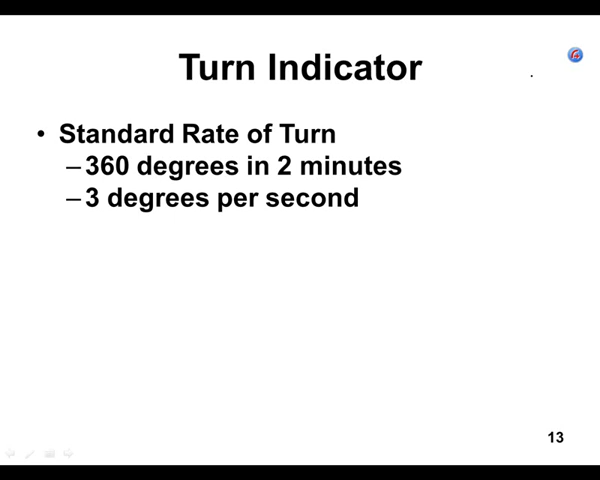 Turn Indicator
• Standard Rate of Turn
–360 degrees in 2 minutes
–3 degrees per second
13